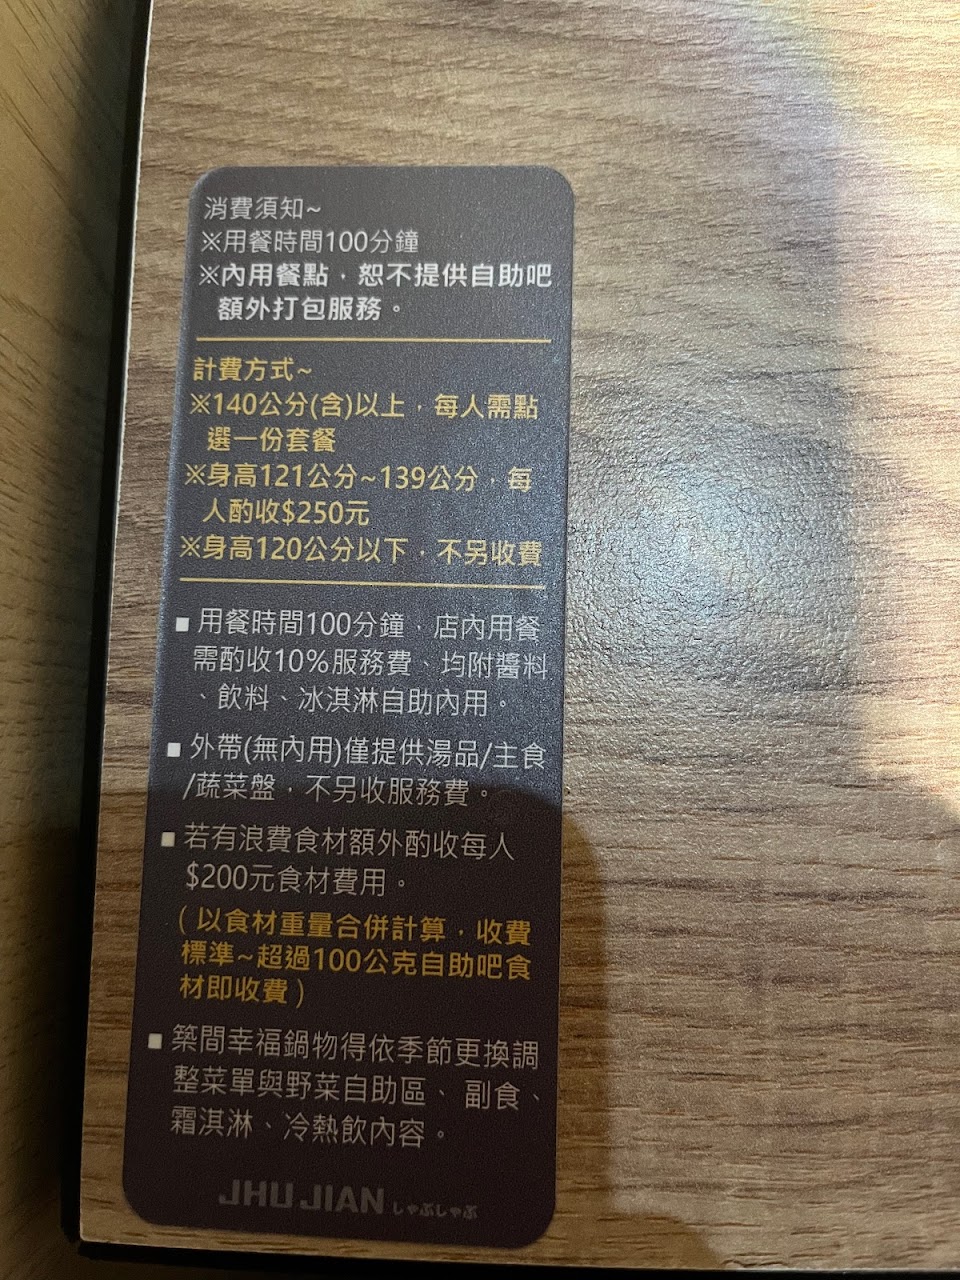 消費須知~
※用餐時間100分鐘
※內用餐點，恕不提供自助吧
額外打包服務。
計費方式~
※140公分(含)以上，每人需點
選一份套餐
※身高121公分~139公分，每
人酌收$250元
※身高120公分以下，不另收費
■ 用餐時間100分鐘，店內用餐
需酌收10%服務費、均附醬料
、飲料、冰淇淋自助內用。
■ 外帶(無內用)僅提供湯品/主食
/蔬菜盤，不另收服務費。
■ 若有浪費食材額外酌收每人
$200元食材費用。
(以食材重量合併計算，收費
標準~超過100公克自助吧食
材即收費)
■ 築間幸福鍋物得依季節更換調
整菜單與野菜自助區、副食、
霜淇淋、冷熱飲內容。
JHUJIAN しゃぶしゃぶ